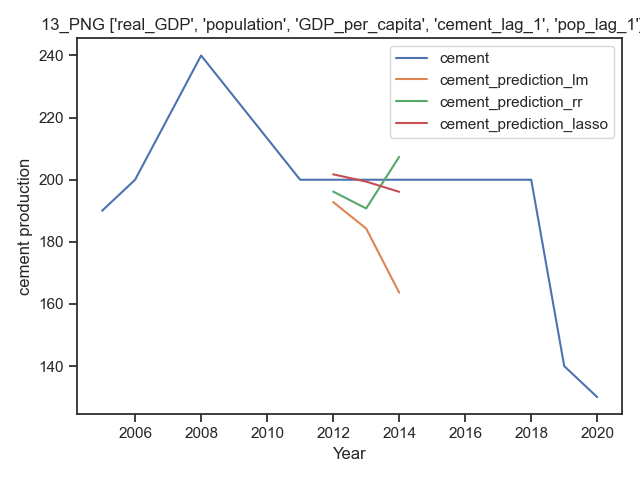 13_PNG ['real_GDP', 'population', 'GDP_per_capita', 'cement_lag_1', 'pop_lag_1']
cement
cement_prediction_lm
cement_prediction_rr
cement_prediction_lasso
240
220
200
180
160
140
cement production
2006 2008 2010 2012 2014 2016 2018 2020
Year